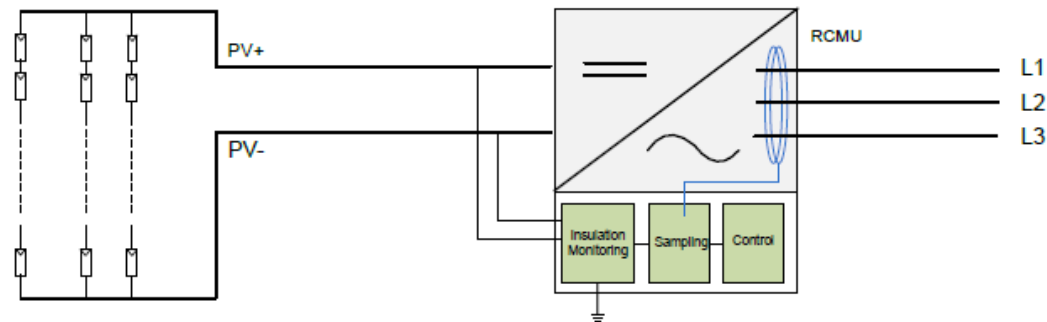 RCMU
PV+
L1
L2
L3
PV-
Insulation
Monitoring
Sampling
Control